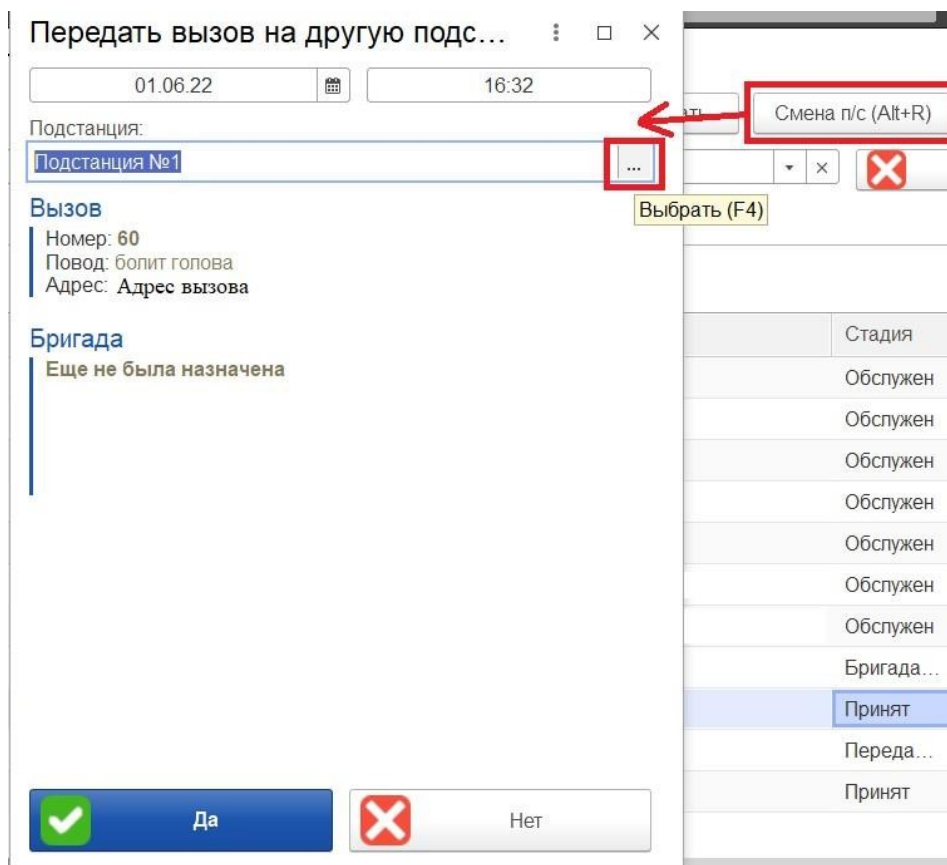 Передать вызов на другую подс...
01.06.22
16:32
Смена п/с (Alt+R)
Подстанция:
Подстанция №1
...
Выбрать (F4)
Вызов
Номер: 60
Повод: болит голова
Адрес: Адрес вызова
Бригада
Еще не была назначена
Стадия
Обслужен
Обслужен
Обслужен
Обслужен
Обслужен
Обслужен
Обслужен
Бригада...
Принят
Переда...
Принят
Да
Нет